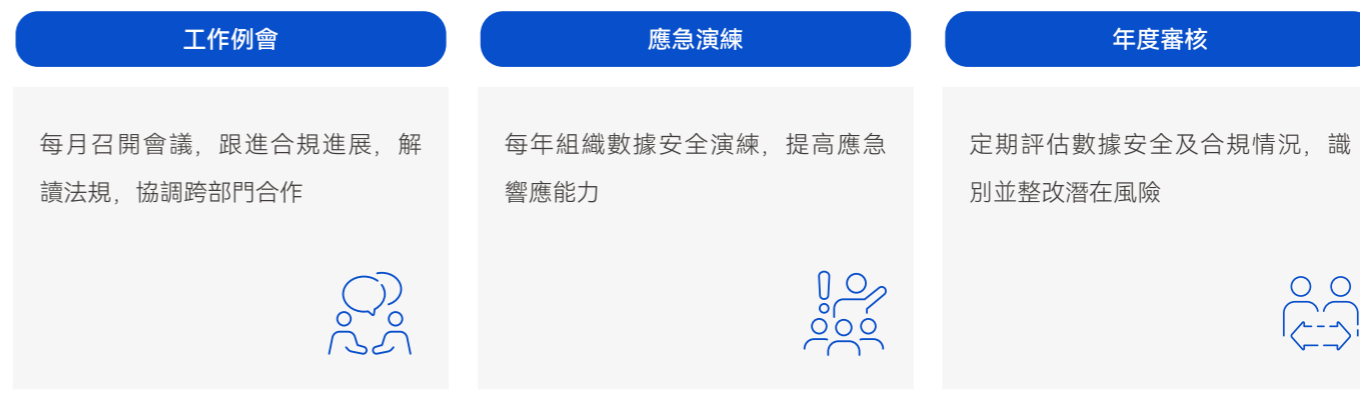 工作例會
每月召開會議，跟進合規進展，解
讀法規，協調跨部門合作
應急演練
每年組織數據安全演練，提高應急
響應能力
年度審核
定期評估數據安全及合規情況，識
別並整改潛在風險